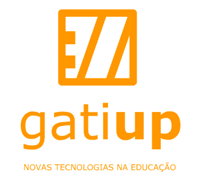 gatiup
NOVAS TECNOLOGIAS NA EDUCAÇÃO